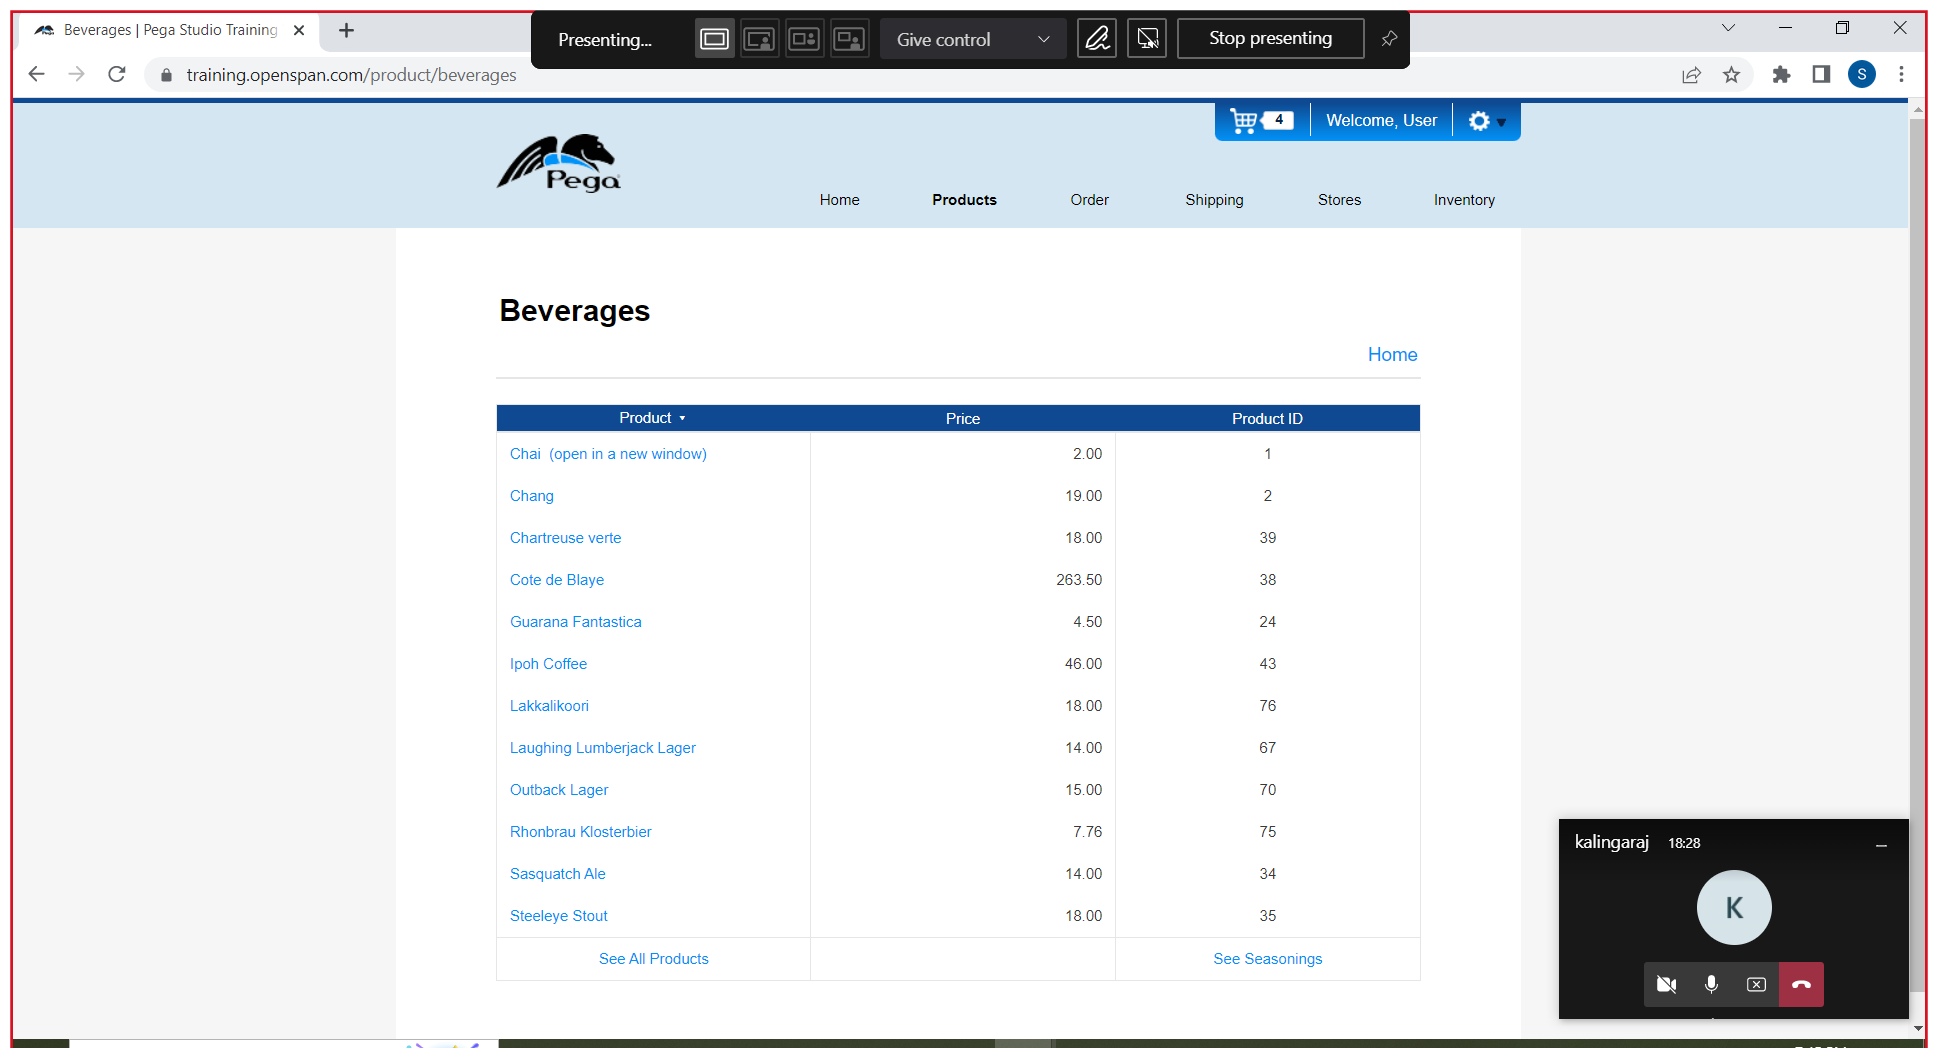 Beverages | Pega Studio Training
Presenting...
Give control
Stop presenting
training.openspan.com/product/beverages
S
4
Welcome, User
Pega
Home
Products
Order
Shipping
Stores
Inventory
Beverages
Home
Product Price Product ID
Chai (open in a new window) 2.00 1
Chang 19.00 2
Chartreuse verte 18.00 39
Cote de Blaye 263.50 38
Guarana Fantastica 4.50 24
Ipoh Coffee 46.00 43
Lakkalikoori 18.00 76
Laughing Lumberjack Lager 14.00 67
Outback Lager 15.00 70
Rhonbrau Klosterbier 7.76 75
Sasquatch Ale 14.00 34
Steeleye Stout 18.00 35
See All Products See Seasonings
kalingaraj 18:28
K